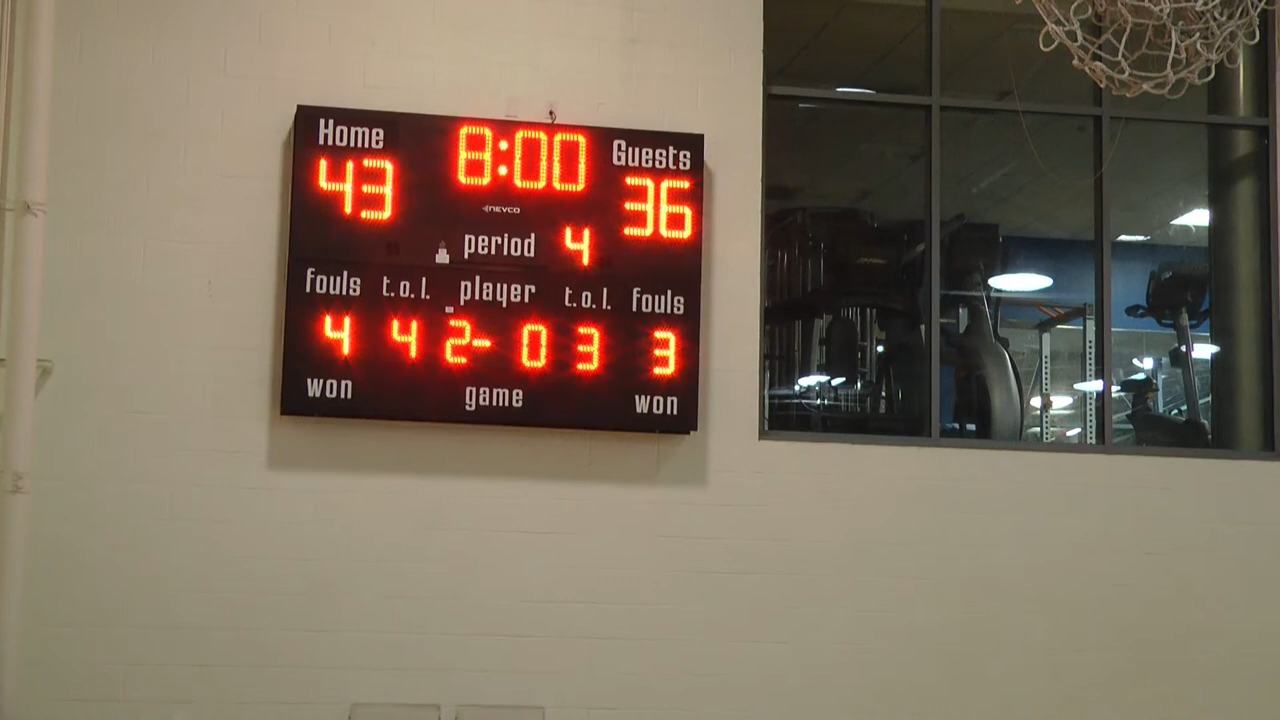 Home 8:00 Guests
43 36
NEVCO
period 4
fouls t.o.l. player t.o.l. fouls
4 4 2- 0 3 3
won game won